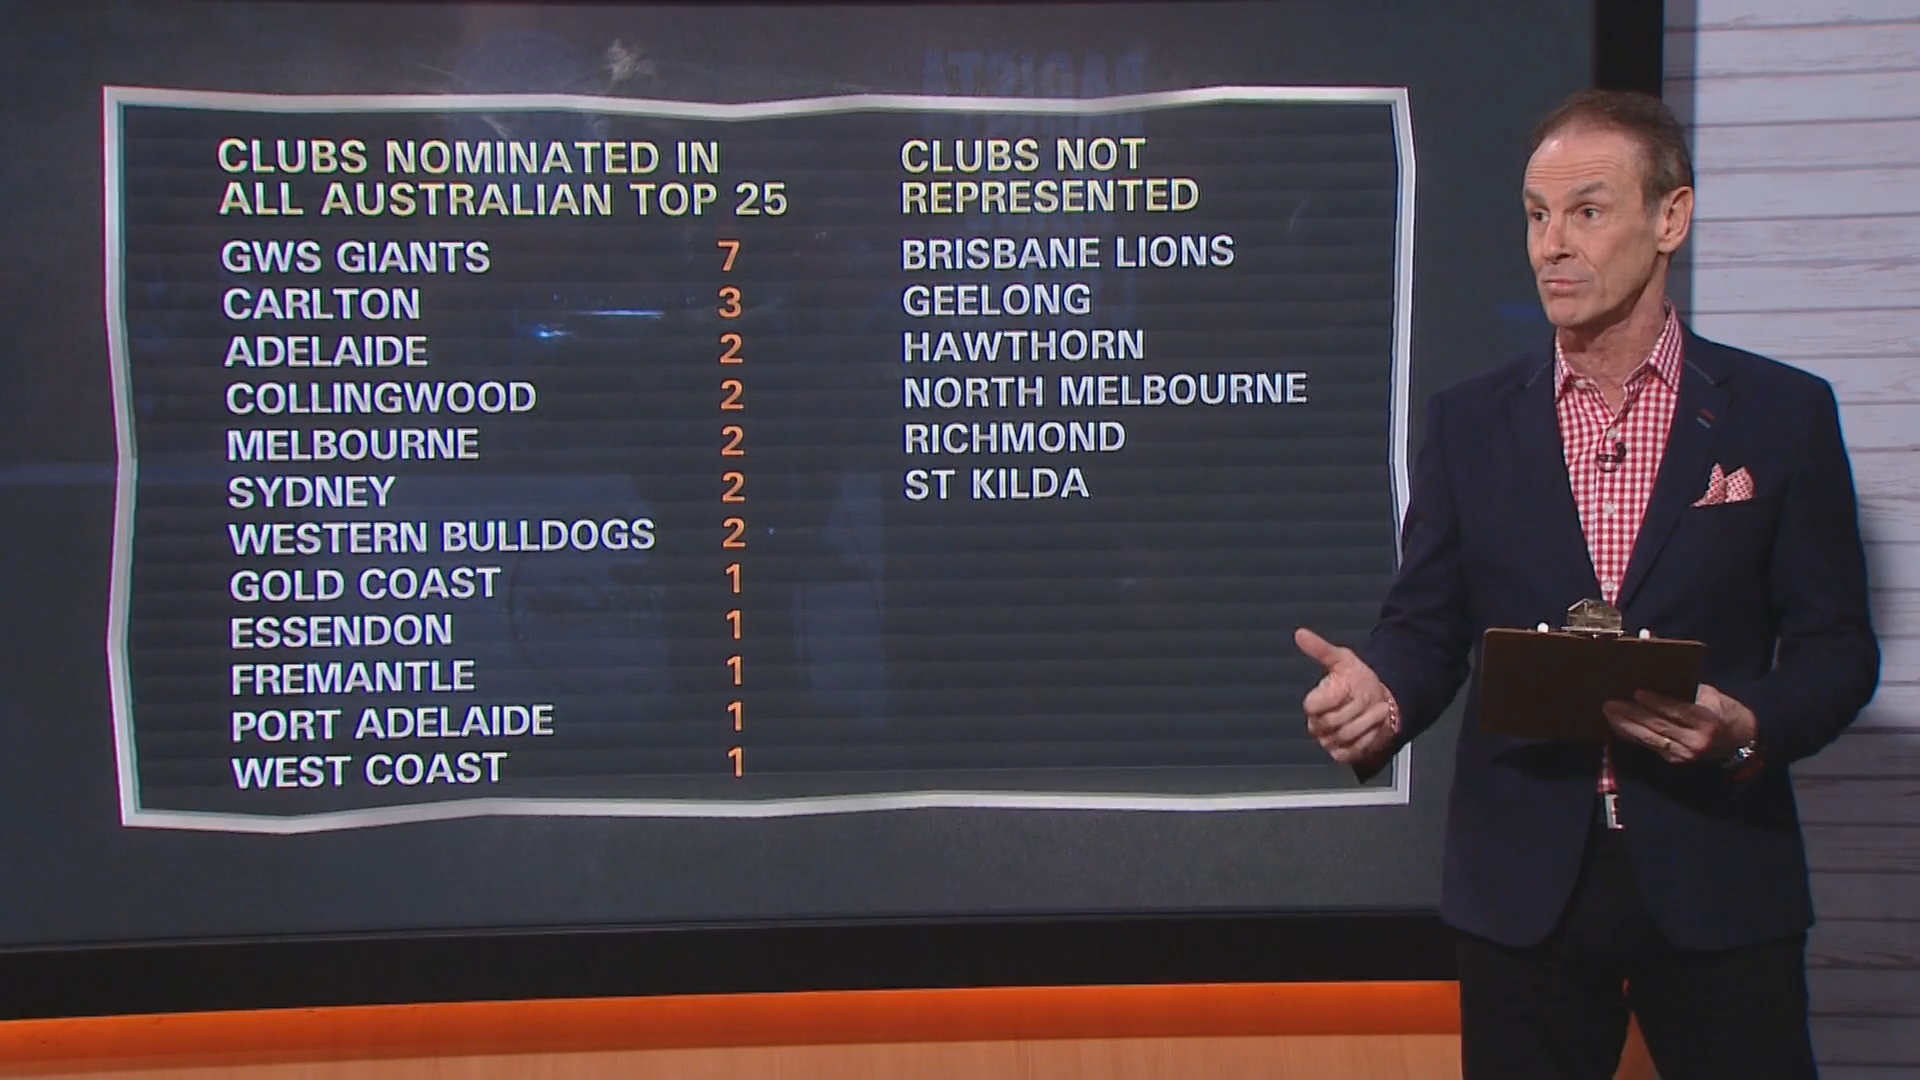 CLUBS NOMINATED IN
ALL AUSTRALIAN TOP 25
GWS GIANTS 7
CARLTON 3
ADELAIDE 2
COLLINGWOOD 2
MELBOURNE 2
SYDNEY 2
WESTERN BULLDOGS 2
GOLD COAST 1
ESSENDON 1
FREMANTLE 1
PORT ADELAIDE 1
WEST COAST 1
CLUBS NOT
REPRESENTED
BRISBANE LIONS
GEELONG
HAWTHORN
NORTH MELBOURNE
RICHMOND
ST KILDA